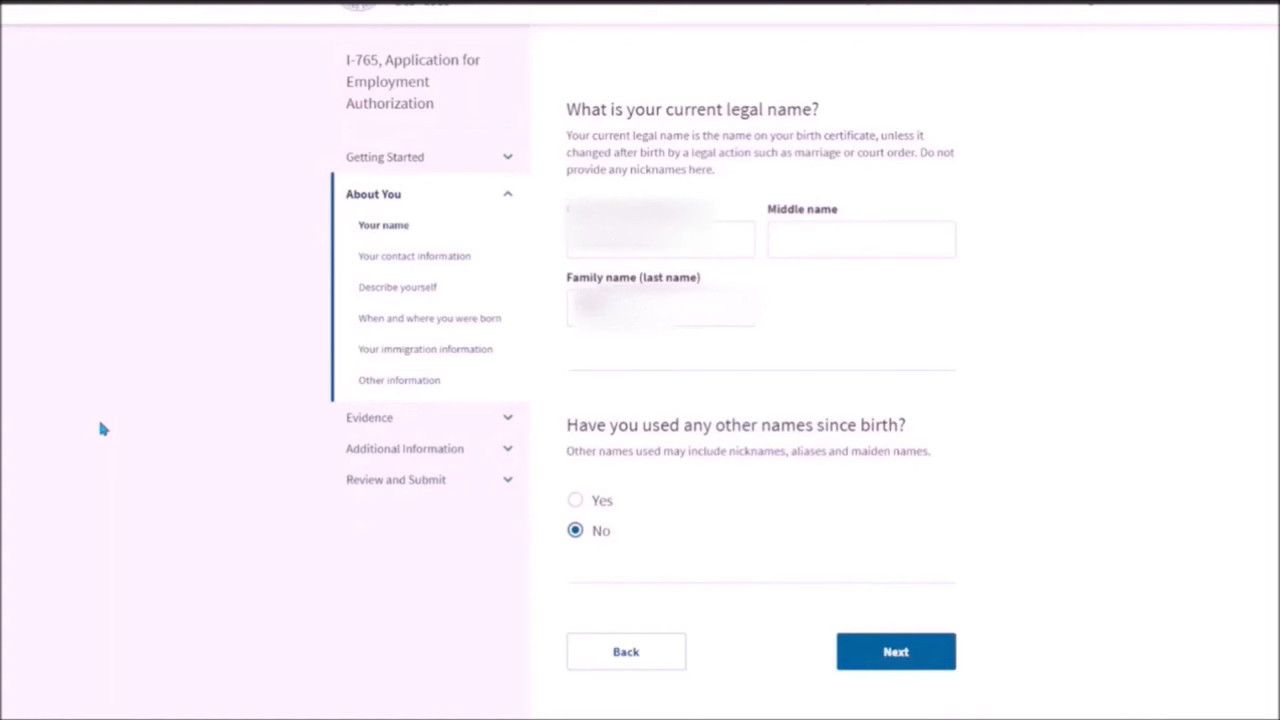 I-765, Application for
Employment
Authorization
Getting Started
About You
Your name
Your contact information
Describe yourself
When and where you were born
Your immigration information
Other information
Evidence
Additional Information
Review and Submit
What is your current legal name?
Your current legal name is the name on your birth certificate, unless it
changed after birth by a legal action such as marriage or court order. Do not
provide any nicknames here.
Middle name
Family name (last name)
Have you used any other names since birth?
Other names used may include nicknames, aliases and maiden names.
Yes
No
Back
Next